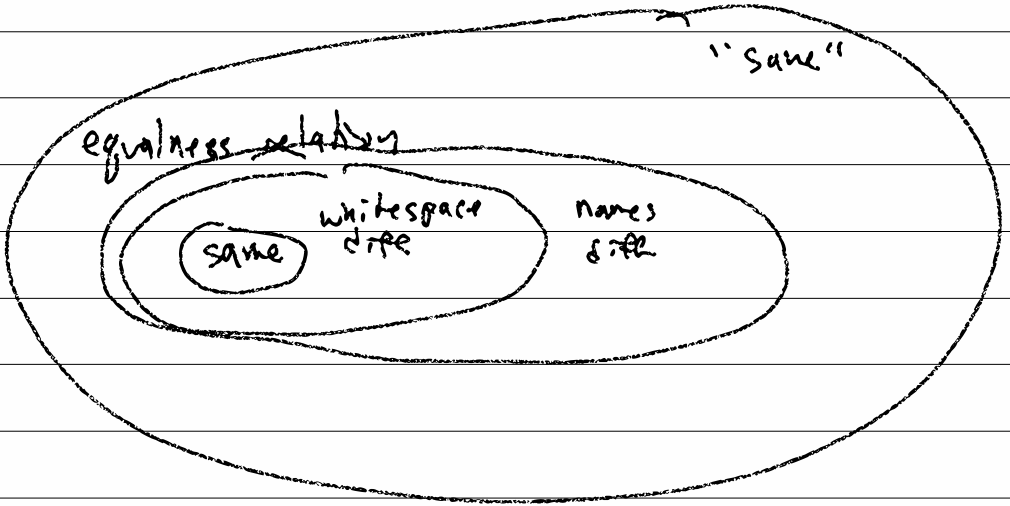 "same"
equalness relation
whitespace
diff
names
diff
same